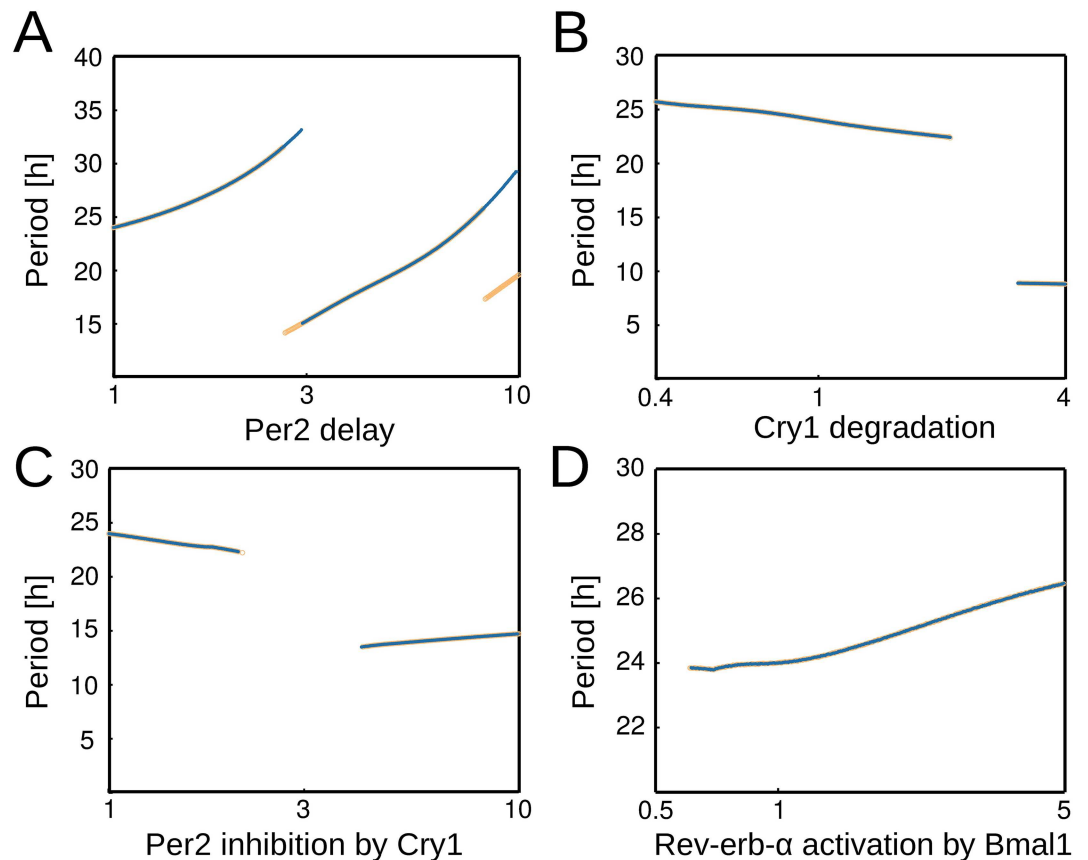 A
40
35
30
25
20
15
Period [h]
1
3
10
Per2 delay
B
30
25
20
15
10
5
Period [h]
0.4
1
4
Cry1 degradation
C
30
25
20
15
10
5
Period [h]
1
3
10
Per2 inhibition by Cry1
D
30
28
26
24
22
Period [h]
0.5
1
5
Rev-erb-α activation by Bmal1